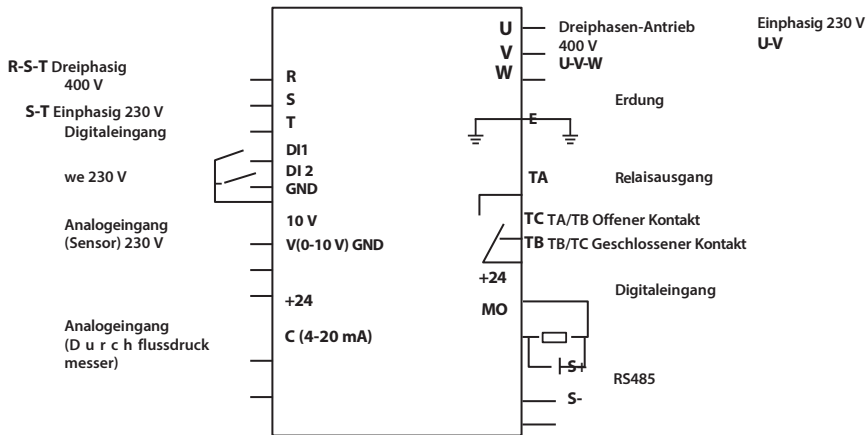 R-S-T Dreiphasig
400 V
S-T Einphasig 230 V
Digitaleingang
we 230 V
Analogeingang
(Sensor) 230 V
Analogeingang
(D u r c h flussdruck
messer)
R
S
T
DI1
DI 2
GND
10 V
V(0-10 V) GND
+24
C (4-20 mA)
U
V
W
E
TA
TC TA/TB Offener Kontakt
TB TB/TC Geschlossener Kontakt
+24
MO
S+
S-
Dreiphasen-Antrieb
400 V
U-V-W
Einphasig 230 V
U-V
Erdung
Relaisausgang
Digitaleingang
RS485